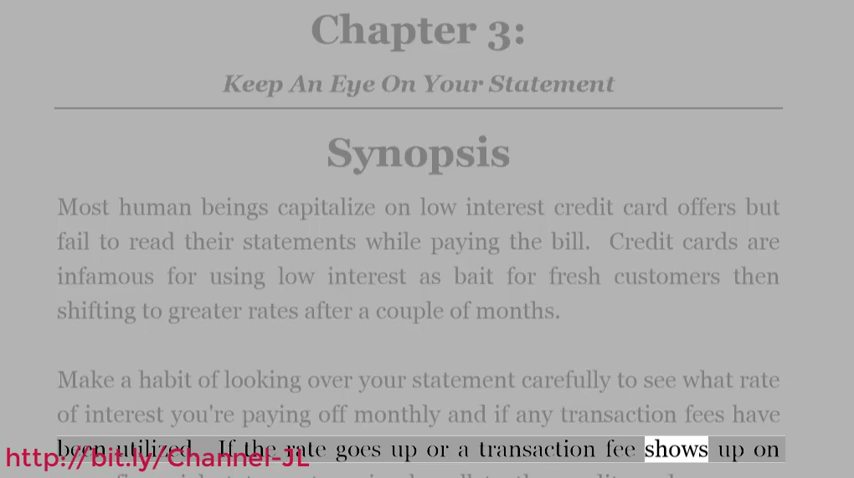 Chapter 3:
Keep An Eye On Your Statement
Synopsis
Most human beings capitalize on low interest credit card offers but
fail to read their statements while paying the bill. Credit cards are
infamous for using low interest as bait for fresh customers then
shifting to greater rates after a couple of months.
Make a habit of looking over your statement carefully to see what rate
of interest you're paying off monthly and if any transaction fees have
been utilized. If the rate goes up or a transaction fee shows up on
http://bit.ly/Channel-JL